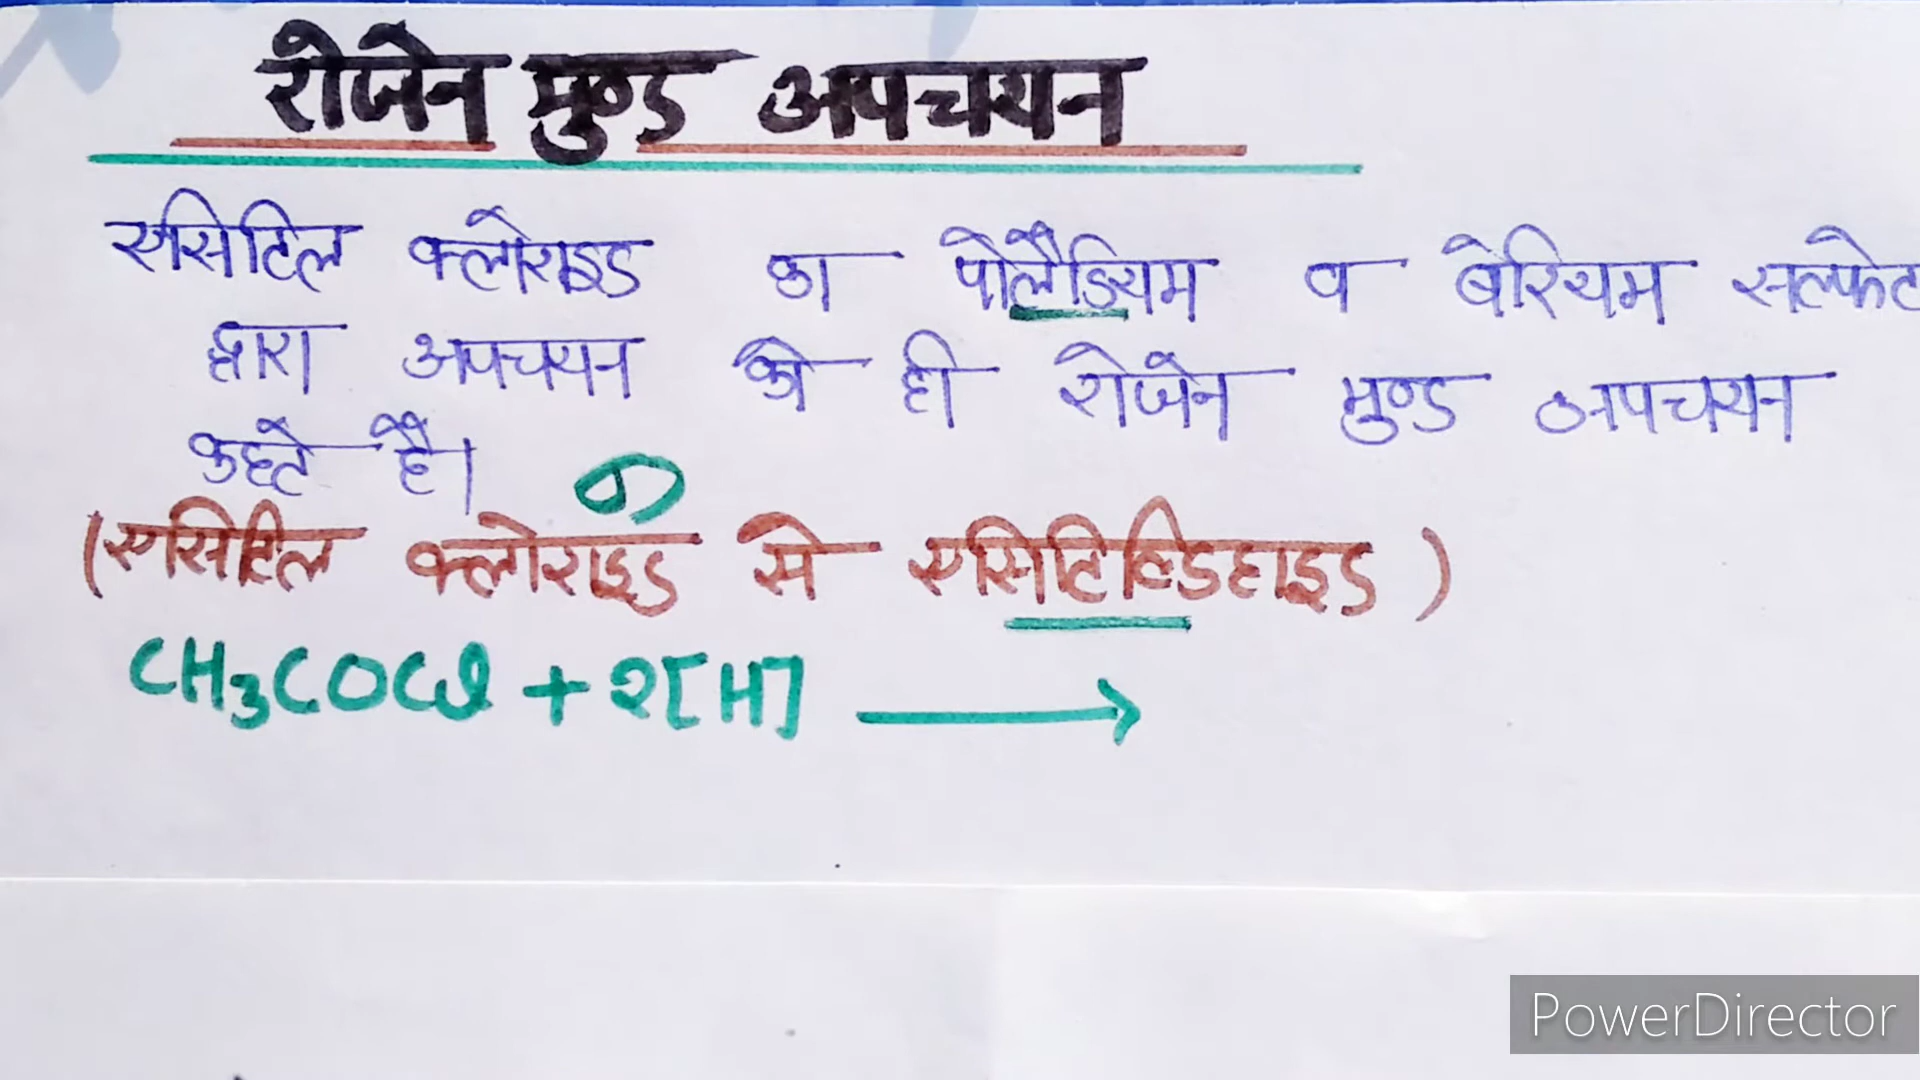 रोजेन मुण्ड अपचयन
एसिटिल क्लोराइड का पोलैडियम व बेरियम सल्फेट
द्वारा अपचयन को ही रोजेन मुण्ड अपचयन
कहते है।
(एसिटिल क्लोराइड से एसिटिल्डिहाइड)
CH₃COCl + 2[H] ⟶
PowerDirector